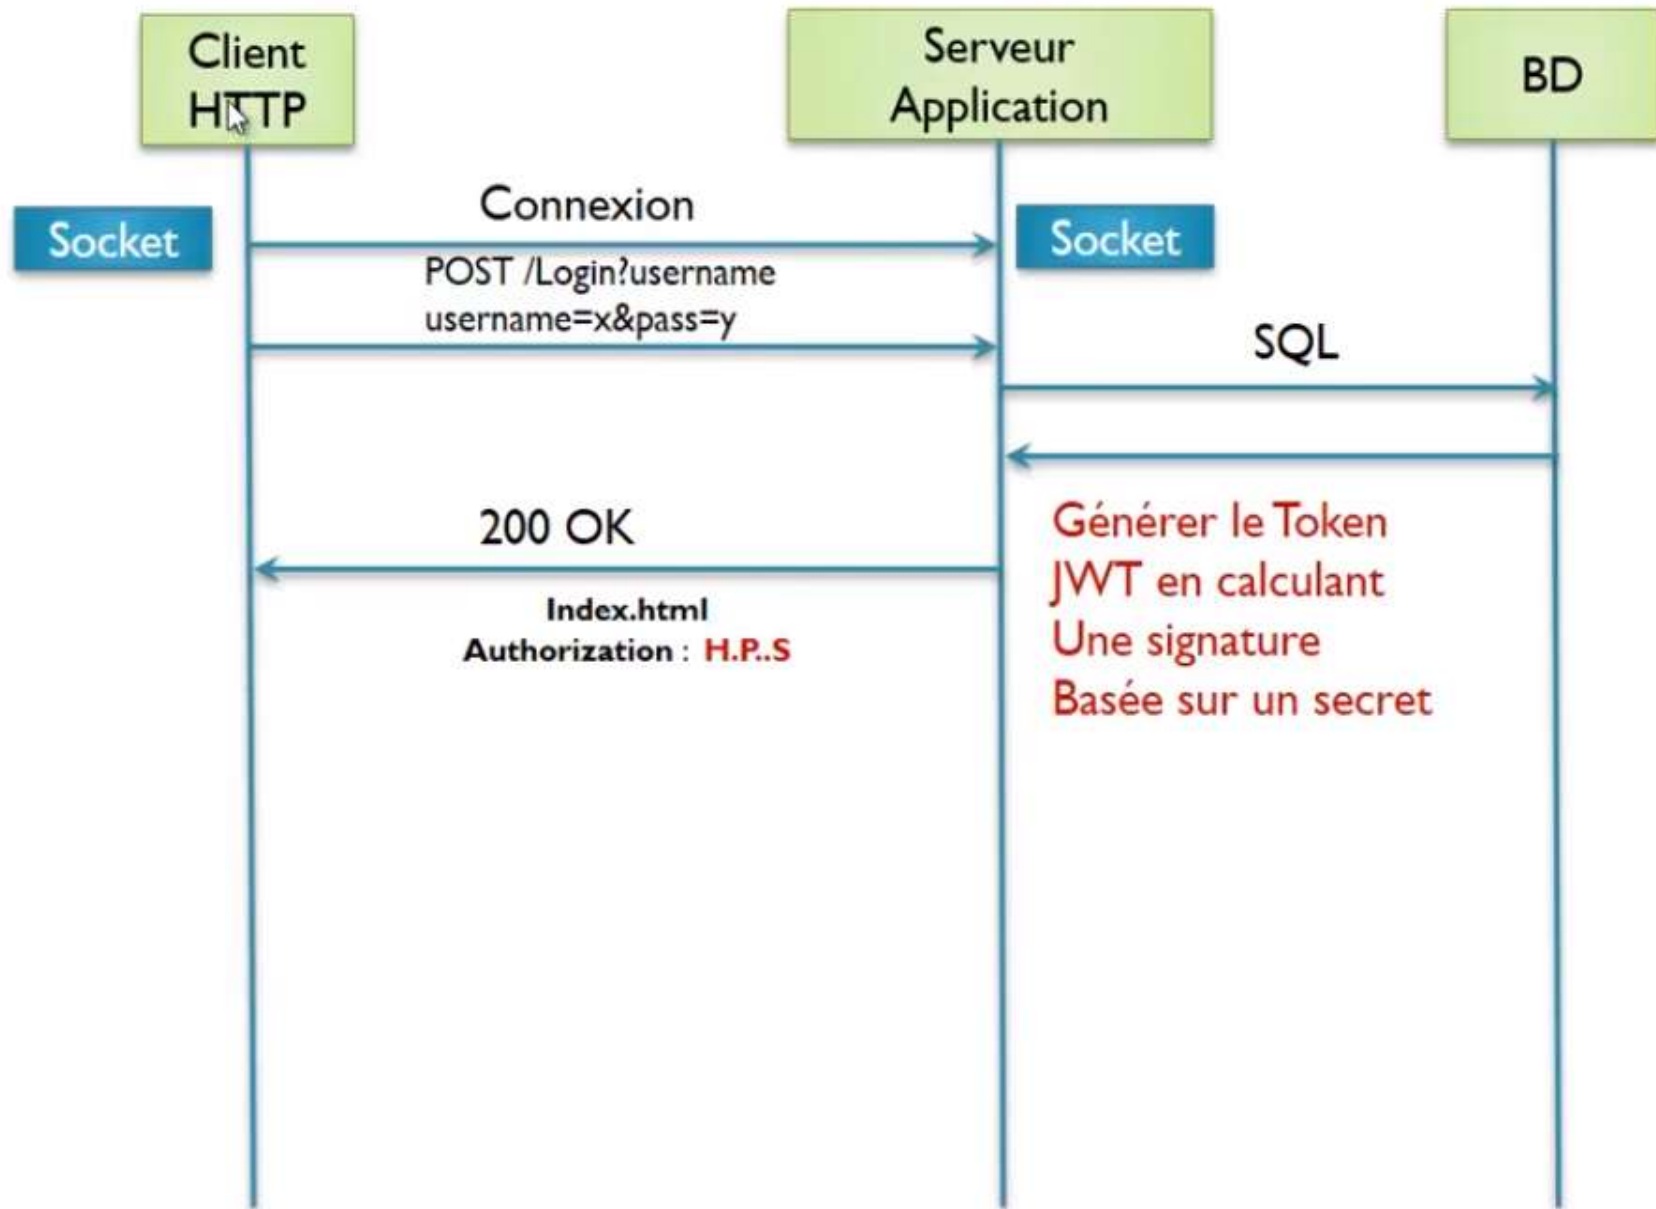 Client
HTTP
Serveur
Application
BD
Connexion
Socket
Socket
POST /Login?username
username=x&pass=y
SQL
200 OK
Index.html
Authorization : H.P..S
Générer le Token
JWT en calculant
Une signature
Basée sur un secret